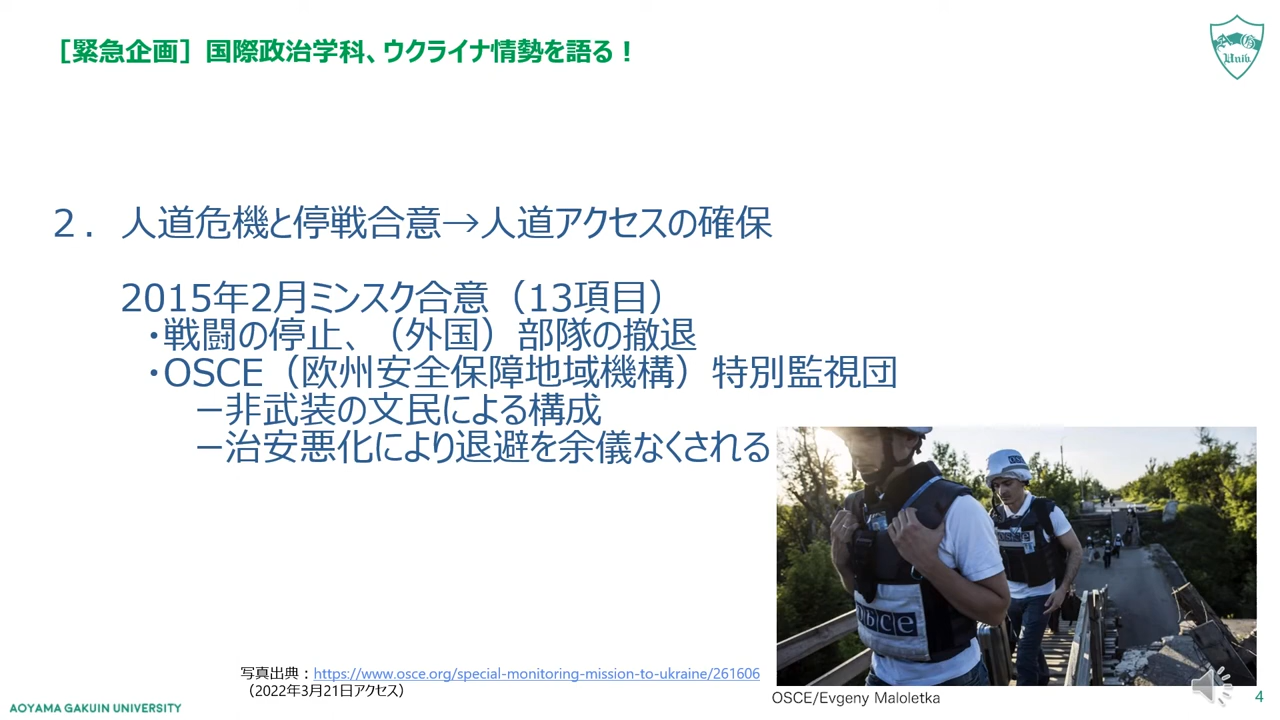 ［緊急企画］国際政治学科、ウクライナ情勢を語る！
Unib
２．人道危機と停戦合意→人道アクセスの確保
2015年2月ミンスク合意（13項目）
・戦闘の停止、（外国）部隊の撤退
・OSCE（欧州安全保障地域機構）特別監視団
－非武装の文民による構成
－治安悪化により退避を余儀なくされる
osce
写真出典：https://www.osce.org/special-monitoring-mission-to-ukraine/261606
（2022年3月21日アクセス）
OSCE/Evgeny Maloletka
AOYAMA GAKUIN UNIVERSITY
4